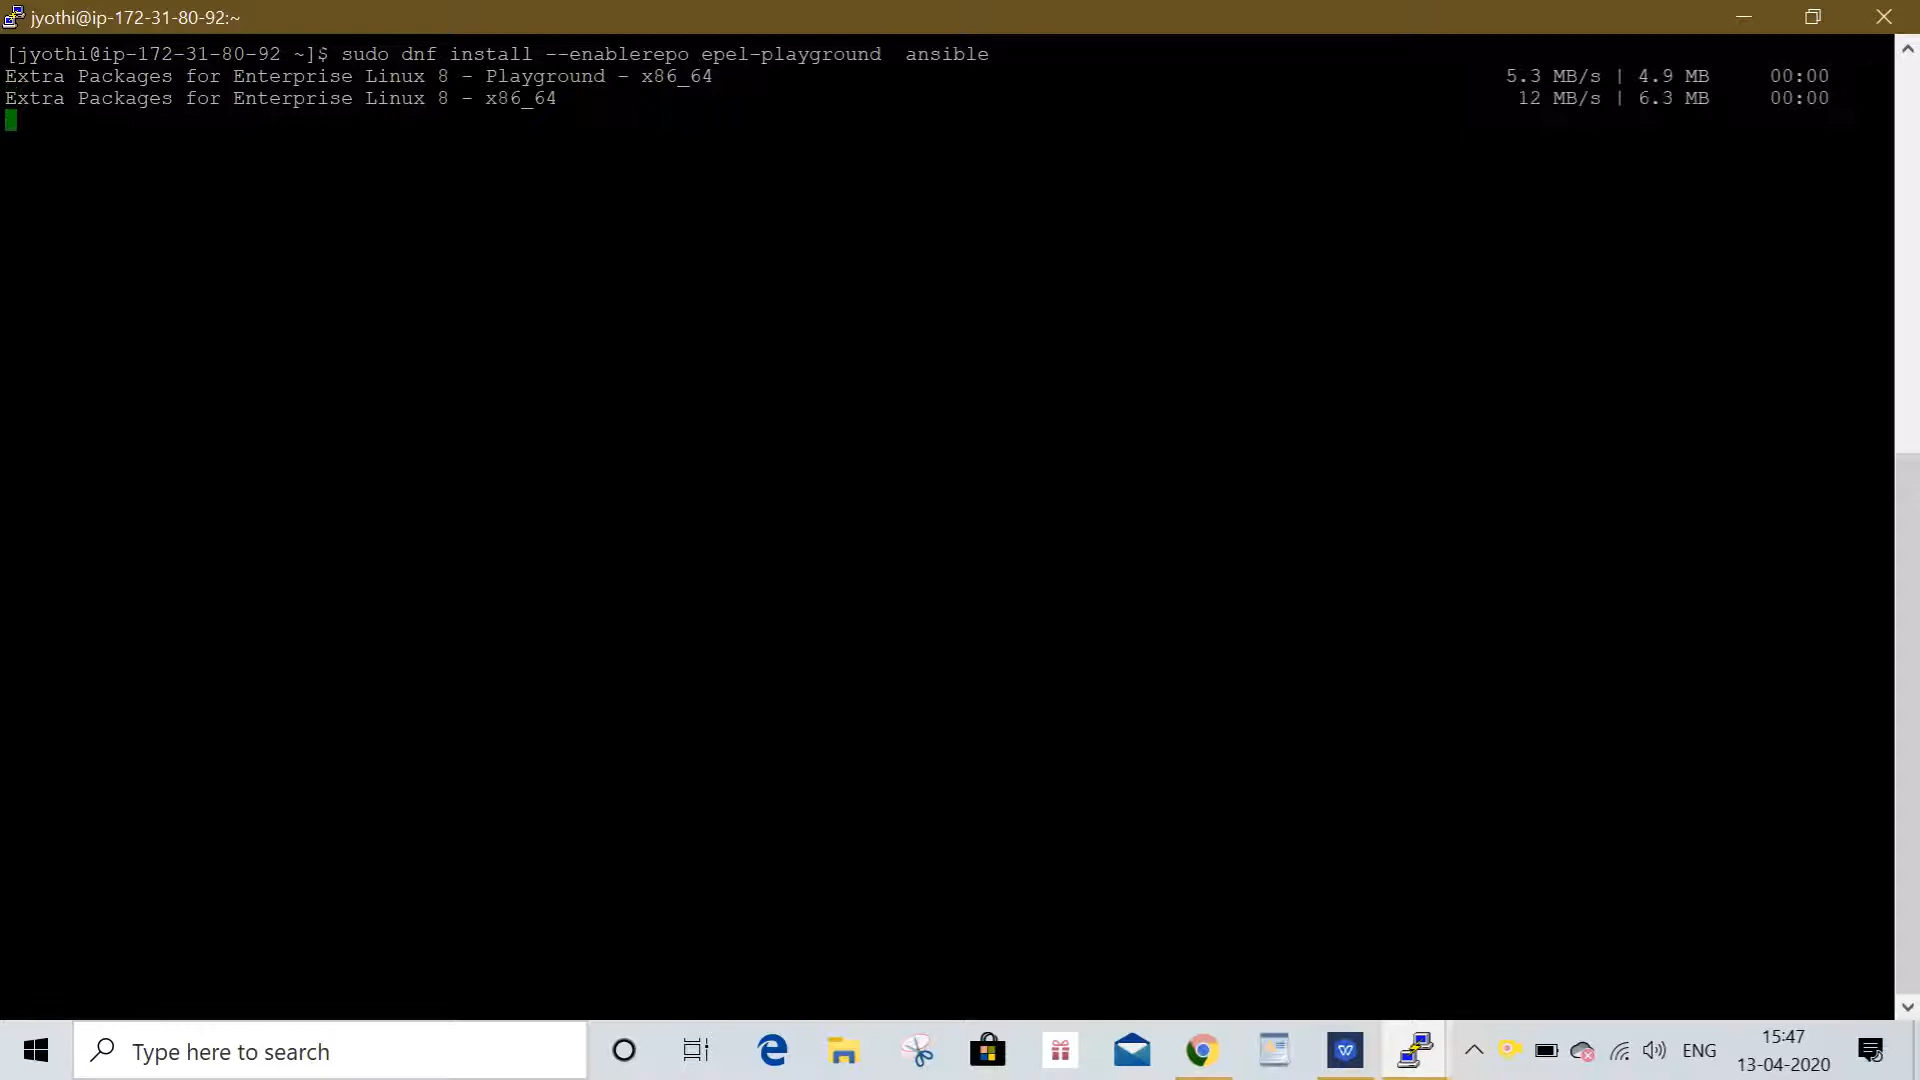 jyothi@ip-172-31-80-92:~
[jyothi@ip-172-31-80-92 ~]$ sudo dnf install --enablerepo epel-playground  ansible
Extra Packages for Enterprise Linux 8 - Playground - x86_64 5.3 MB/s | 4.9 MB 00:00
Extra Packages for Enterprise Linux 8 - x86_64 12 MB/s | 6.3 MB 00:00
Type here to search
ENG
15:47
13-04-2020